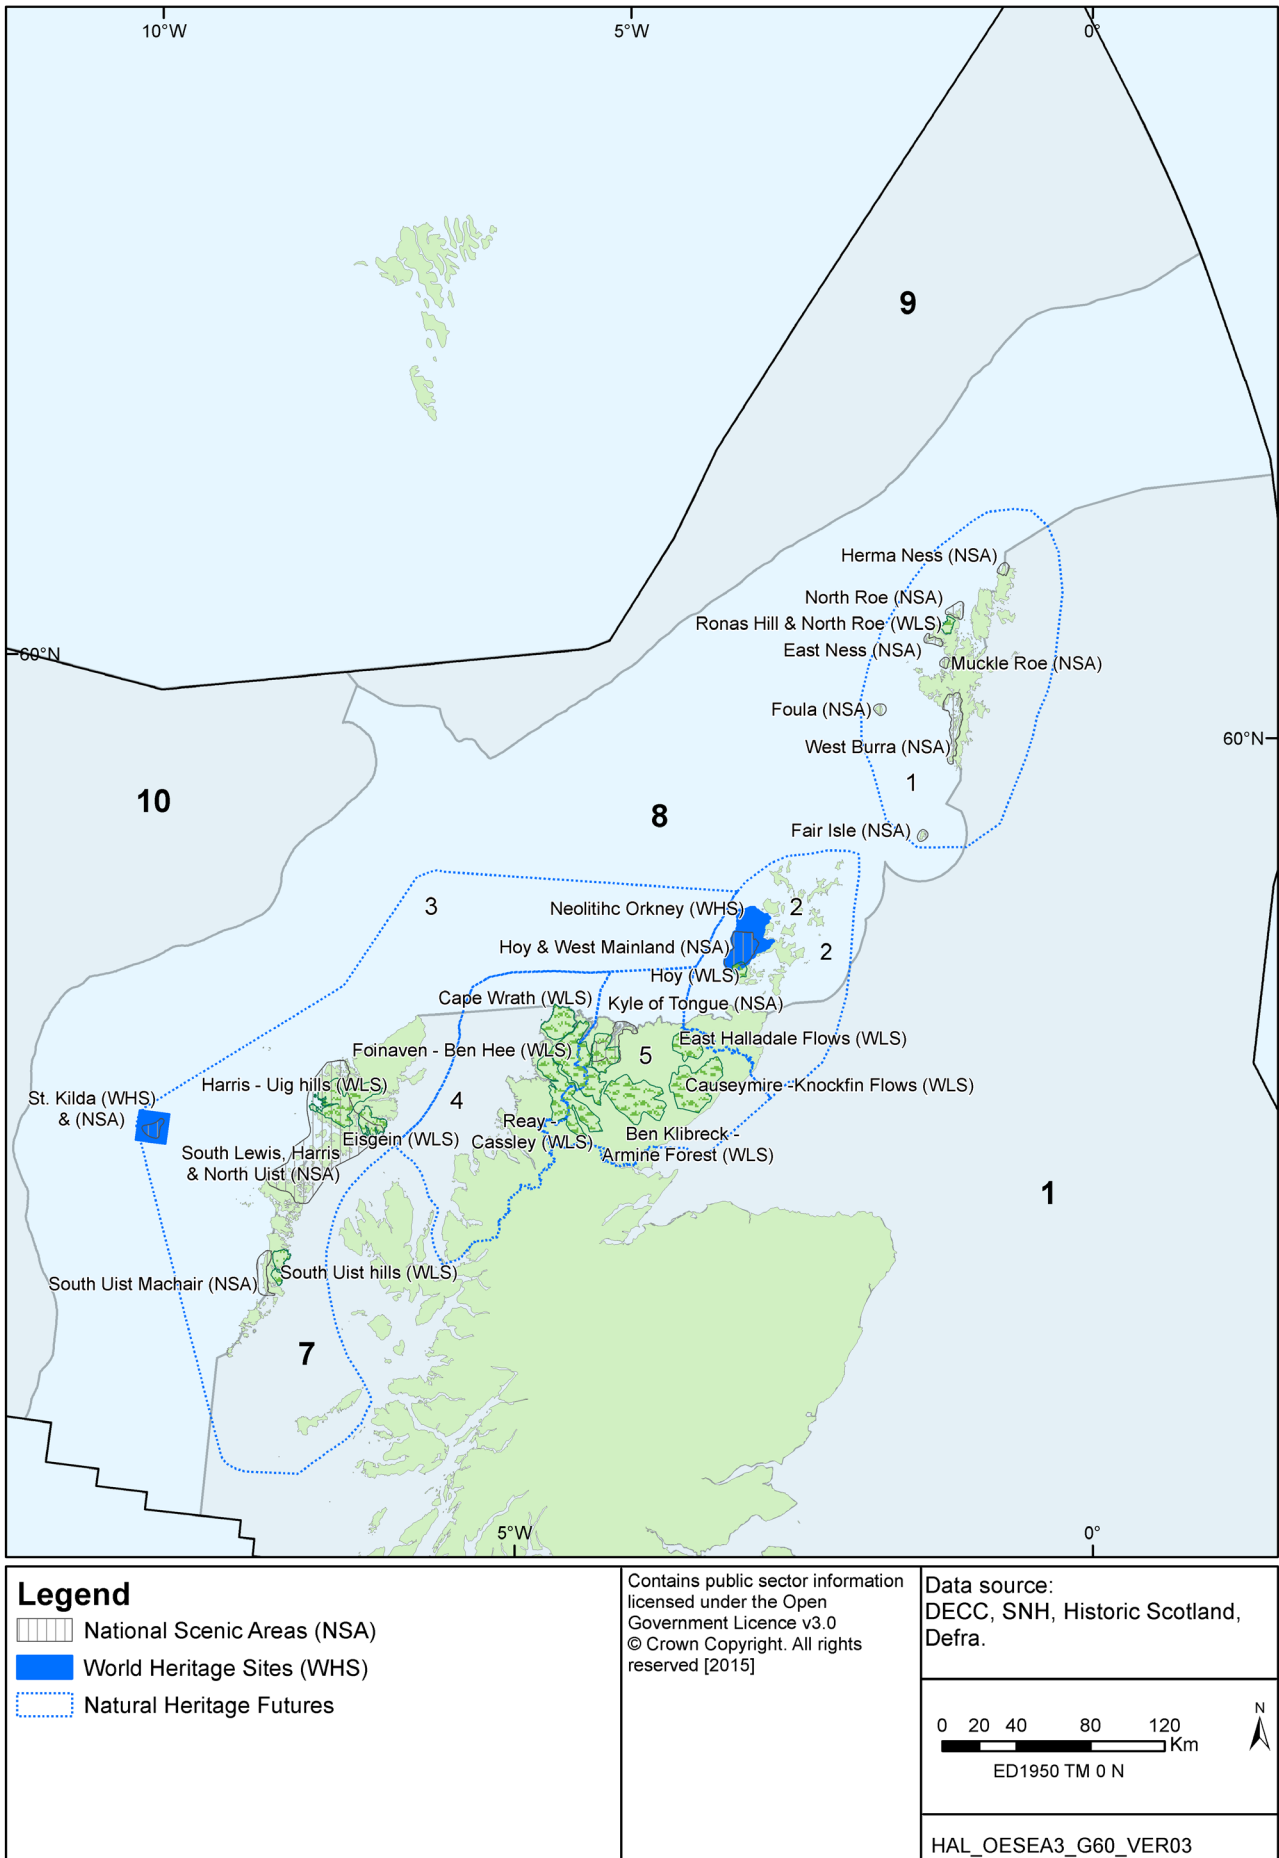 10°W
5°W
0°
9
Herma Ness (NSA)
North Roe (NSA)
Ronas Hill & North Roe (WLS)
East Ness (NSA)
60°N
Muckle Roe (NSA)
Foula (NSA)
60°N
West Burra (NSA)
1
10
8
Fair Isle (NSA)
3
Neolitihc Orkney (WHS)
2
Hoy & West Mainland (NSA)
2
Hoy (WLS)
Cape Wrath (WLS)
Kyle of Tongue (NSA)
East Halladale Flows (WLS)
Foinaven - Ben Hee (WLS)
5
Harris - Uig hills (WLS)
Causeymire -Knockfin Flows (WLS)
St. Kilda (WHS)
& (NSA)
4
Reay -
Cassley (WLS)
Ben Klibreck -
Armine Forest (WLS)
Eisgein (WLS)
South Lewis, Harris
& North Uist (NSA)
1
South Uist hills (WLS)
South Uist Machair (NSA)
7
5°W
0°
Legend
National Scenic Areas (NSA)
World Heritage Sites (WHS)
Natural Heritage Futures
Contains public sector information
licensed under the Open
Government Licence v3.0
© Crown Copyright. All rights
reserved [2015]
Data source:
DECC, SNH, Historic Scotland,
Defra.
N
0 20 40 80 120
Km
ED1950 TM 0 N
HAL_OESEA3_G60_VER03